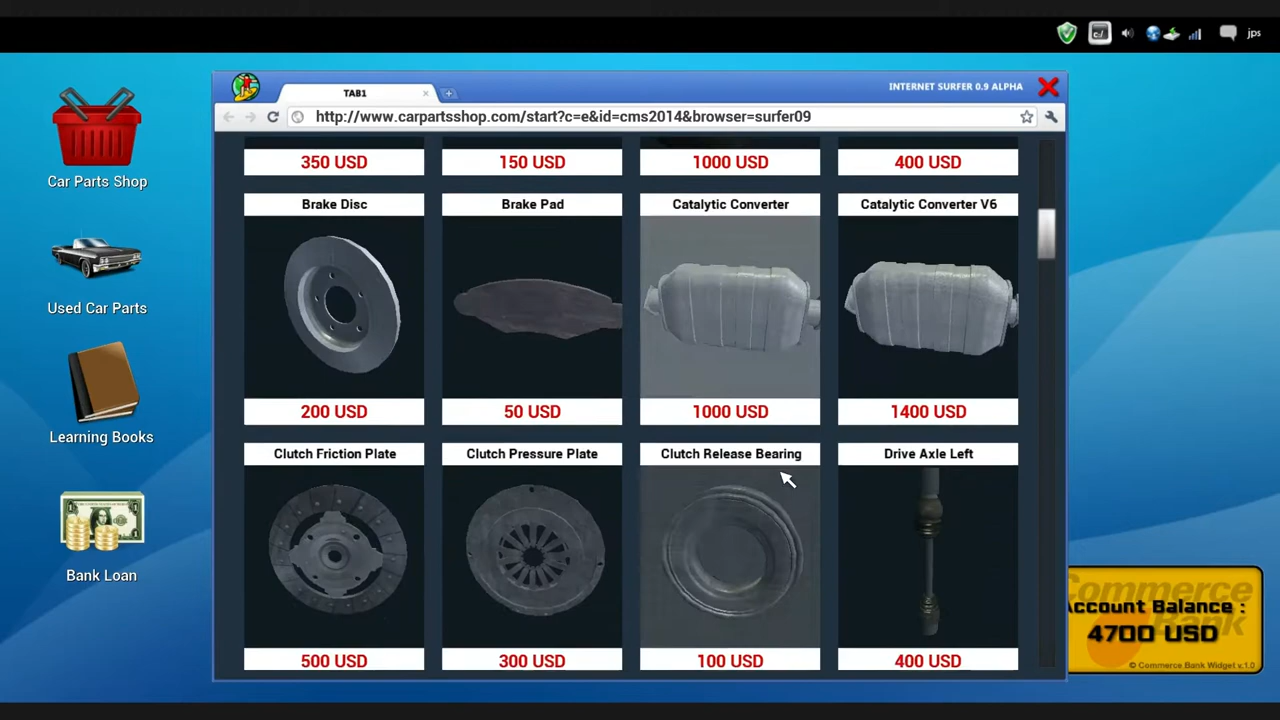 c:/
jps
TAB1
INTERNET SURFER 0.9 ALPHA
http://www.carpartsshop.com/start?c=e&id=cms2014&browser=surfer09
Car Parts Shop
Used Car Parts
Learning Books
Bank Loan
350 USD 150 USD 1000 USD 400 USD
Brake Disc Brake Pad Catalytic Converter Catalytic Converter V6
200 USD 50 USD 1000 USD 1400 USD
Clutch Friction Plate Clutch Pressure Plate Clutch Release Bearing Drive Axle Left
500 USD 300 USD 100 USD 400 USD
Commerce
Bank
Account Balance :
4700 USD
© Commerce Bank Widget v.1.0